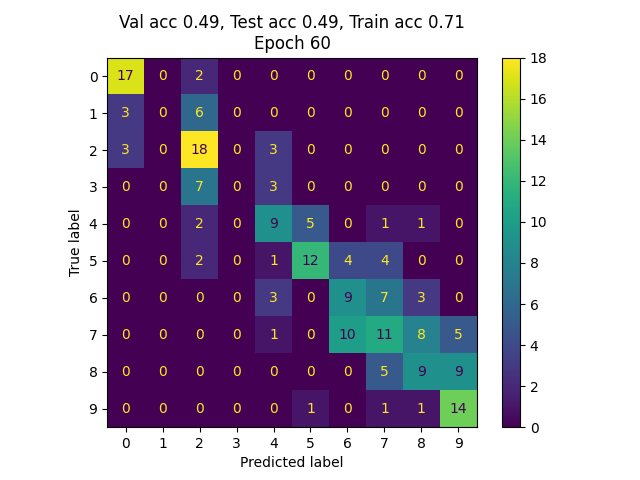 Val acc 0.49, Test acc 0.49, Train acc 0.71
Epoch 60
0 17 0 2 0 0 0 0 0 0 0
1 3 0 6 0 0 0 0 0 0 0
2 3 0 18 0 3 0 0 0 0 0
3 0 0 7 0 3 0 0 0 0 0
4 0 0 2 0 9 5 0 1 1 0
5 0 0 2 0 1 12 4 4 0 0
6 0 0 0 0 3 0 9 7 3 0
7 0 0 0 0 1 0 10 11 8 5
8 0 0 0 0 0 0 0 5 9 9
9 0 0 0 0 0 1 0 1 1 14
0 1 2 3 4 5 6 7 8 9
Predicted label
True label
18
16
14
12
10
8
6
4
2
0